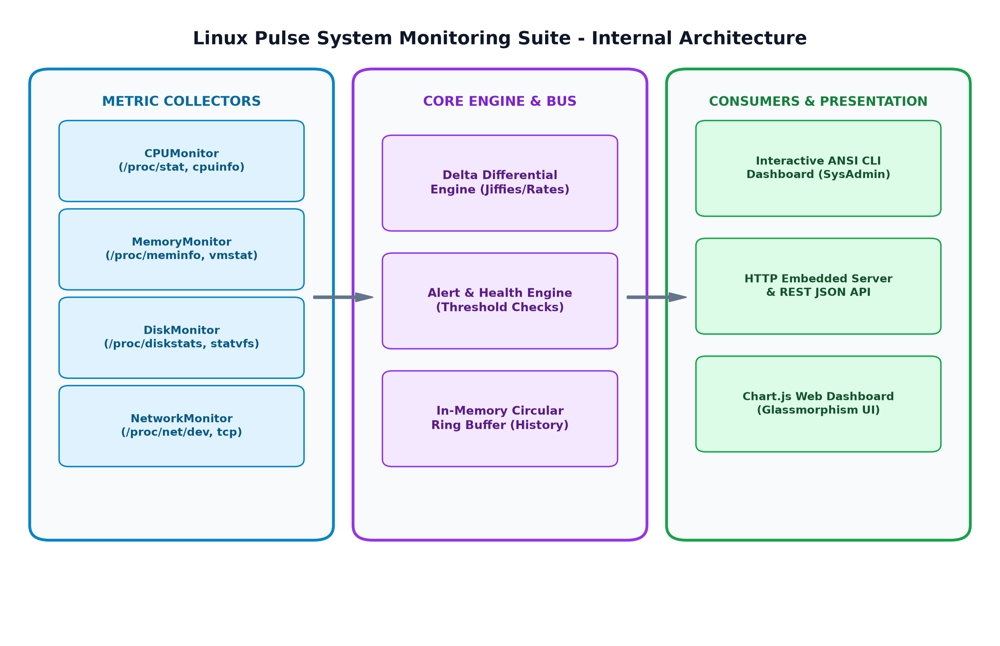 Linux Pulse System Monitoring Suite - Internal Architecture
METRIC COLLECTORS
CPUMonitor
(/proc/stat, cpuinfo)
MemoryMonitor
(/proc/meminfo, vmstat)
DiskMonitor
(/proc/diskstats, statvfs)
NetworkMonitor
(/proc/net/dev, tcp)
CORE ENGINE & BUS
Delta Differential
Engine (Jiffies/Rates)
Alert & Health Engine
(Threshold Checks)
In-Memory Circular
Ring Buffer (History)
CONSUMERS & PRESENTATION
Interactive ANSI CLI
Dashboard (SysAdmin)
HTTP Embedded Server
& REST JSON API
Chart.js Web Dashboard
(Glassmorphism UI)